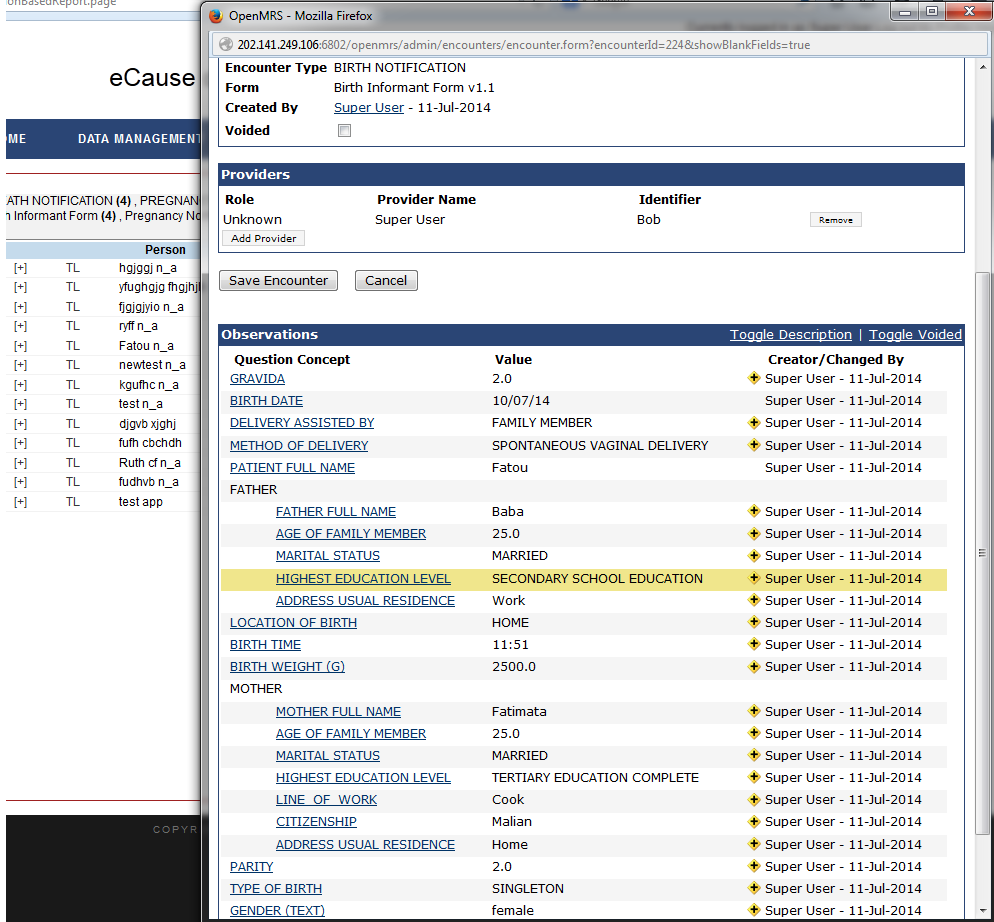 onBasedReport.page
eCause
OME DATA MANAGEMENT
ATH NOTIFICATION (4) , PREGNAN
n Informant Form (4) , Pregnancy No
Person
[+] TL hgjggj n_a
[+] TL yfughgjg fhgjhjl
[+] TL fjgjgjyio n_a
[+] TL ryff n_a
[+] TL Fatou n_a
[+] TL newtest n_a
[+] TL kgufhc n_a
[+] TL test n_a
[+] TL djgvb xjghj
[+] TL fufh cbchdh
[+] TL Ruth cf n_a
[+] TL fudhvb n_a
[+] TL test app
COPYR
OpenMRS - Mozilla Firefox
202.141.249.106:6802/openmrs/admin/encounters/encounter.form?encounterId=224&showBlankFields=true
Encounter Type BIRTH NOTIFICATION
Form Birth Informant Form v1.1
Created By Super User - 11-Jul-2014
Voided
Providers
Role Provider Name Identifier
Unknown Super User Bob Remove
Add Provider
Save Encounter Cancel
Observations Toggle Description | Toggle Voided
Question Concept Value Creator/Changed By
GRAVIDA 2.0 Super User - 11-Jul-2014
BIRTH DATE 10/07/14 Super User - 11-Jul-2014
DELIVERY ASSISTED BY FAMILY MEMBER Super User - 11-Jul-2014
METHOD OF DELIVERY SPONTANEOUS VAGINAL DELIVERY Super User - 11-Jul-2014
PATIENT FULL NAME Fatou Super User - 11-Jul-2014
FATHER
FATHER FULL NAME Baba Super User - 11-Jul-2014
AGE OF FAMILY MEMBER 25.0 Super User - 11-Jul-2014
MARITAL STATUS MARRIED Super User - 11-Jul-2014
HIGHEST EDUCATION LEVEL SECONDARY SCHOOL EDUCATION Super User - 11-Jul-2014
ADDRESS USUAL RESIDENCE Work Super User - 11-Jul-2014
LOCATION OF BIRTH HOME Super User - 11-Jul-2014
BIRTH TIME 11:51 Super User - 11-Jul-2014
BIRTH WEIGHT (G) 2500.0 Super User - 11-Jul-2014
MOTHER
MOTHER FULL NAME Fatimata Super User - 11-Jul-2014
AGE OF FAMILY MEMBER 25.0 Super User - 11-Jul-2014
MARITAL STATUS MARRIED Super User - 11-Jul-2014
HIGHEST EDUCATION LEVEL TERTIARY EDUCATION COMPLETE Super User - 11-Jul-2014
LINE_OF_WORK Cook Super User - 11-Jul-2014
CITIZENSHIP Malian Super User - 11-Jul-2014
ADDRESS USUAL RESIDENCE Home Super User - 11-Jul-2014
PARITY 2.0 Super User - 11-Jul-2014
TYPE OF BIRTH SINGLETON Super User - 11-Jul-2014
GENDER (TEXT) female Super User - 11-Jul-2014